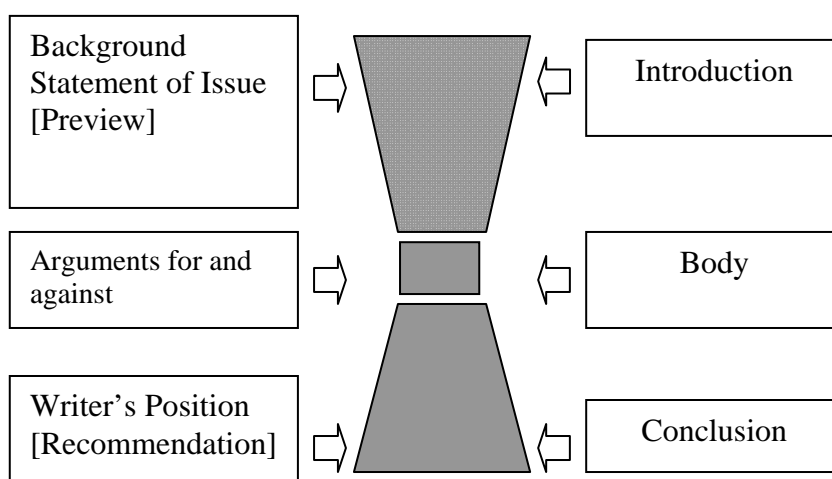 Background
Statement of Issue
[Preview]
Introduction
Arguments for and
against
Body
Writer’s Position
[Recommendation]
Conclusion